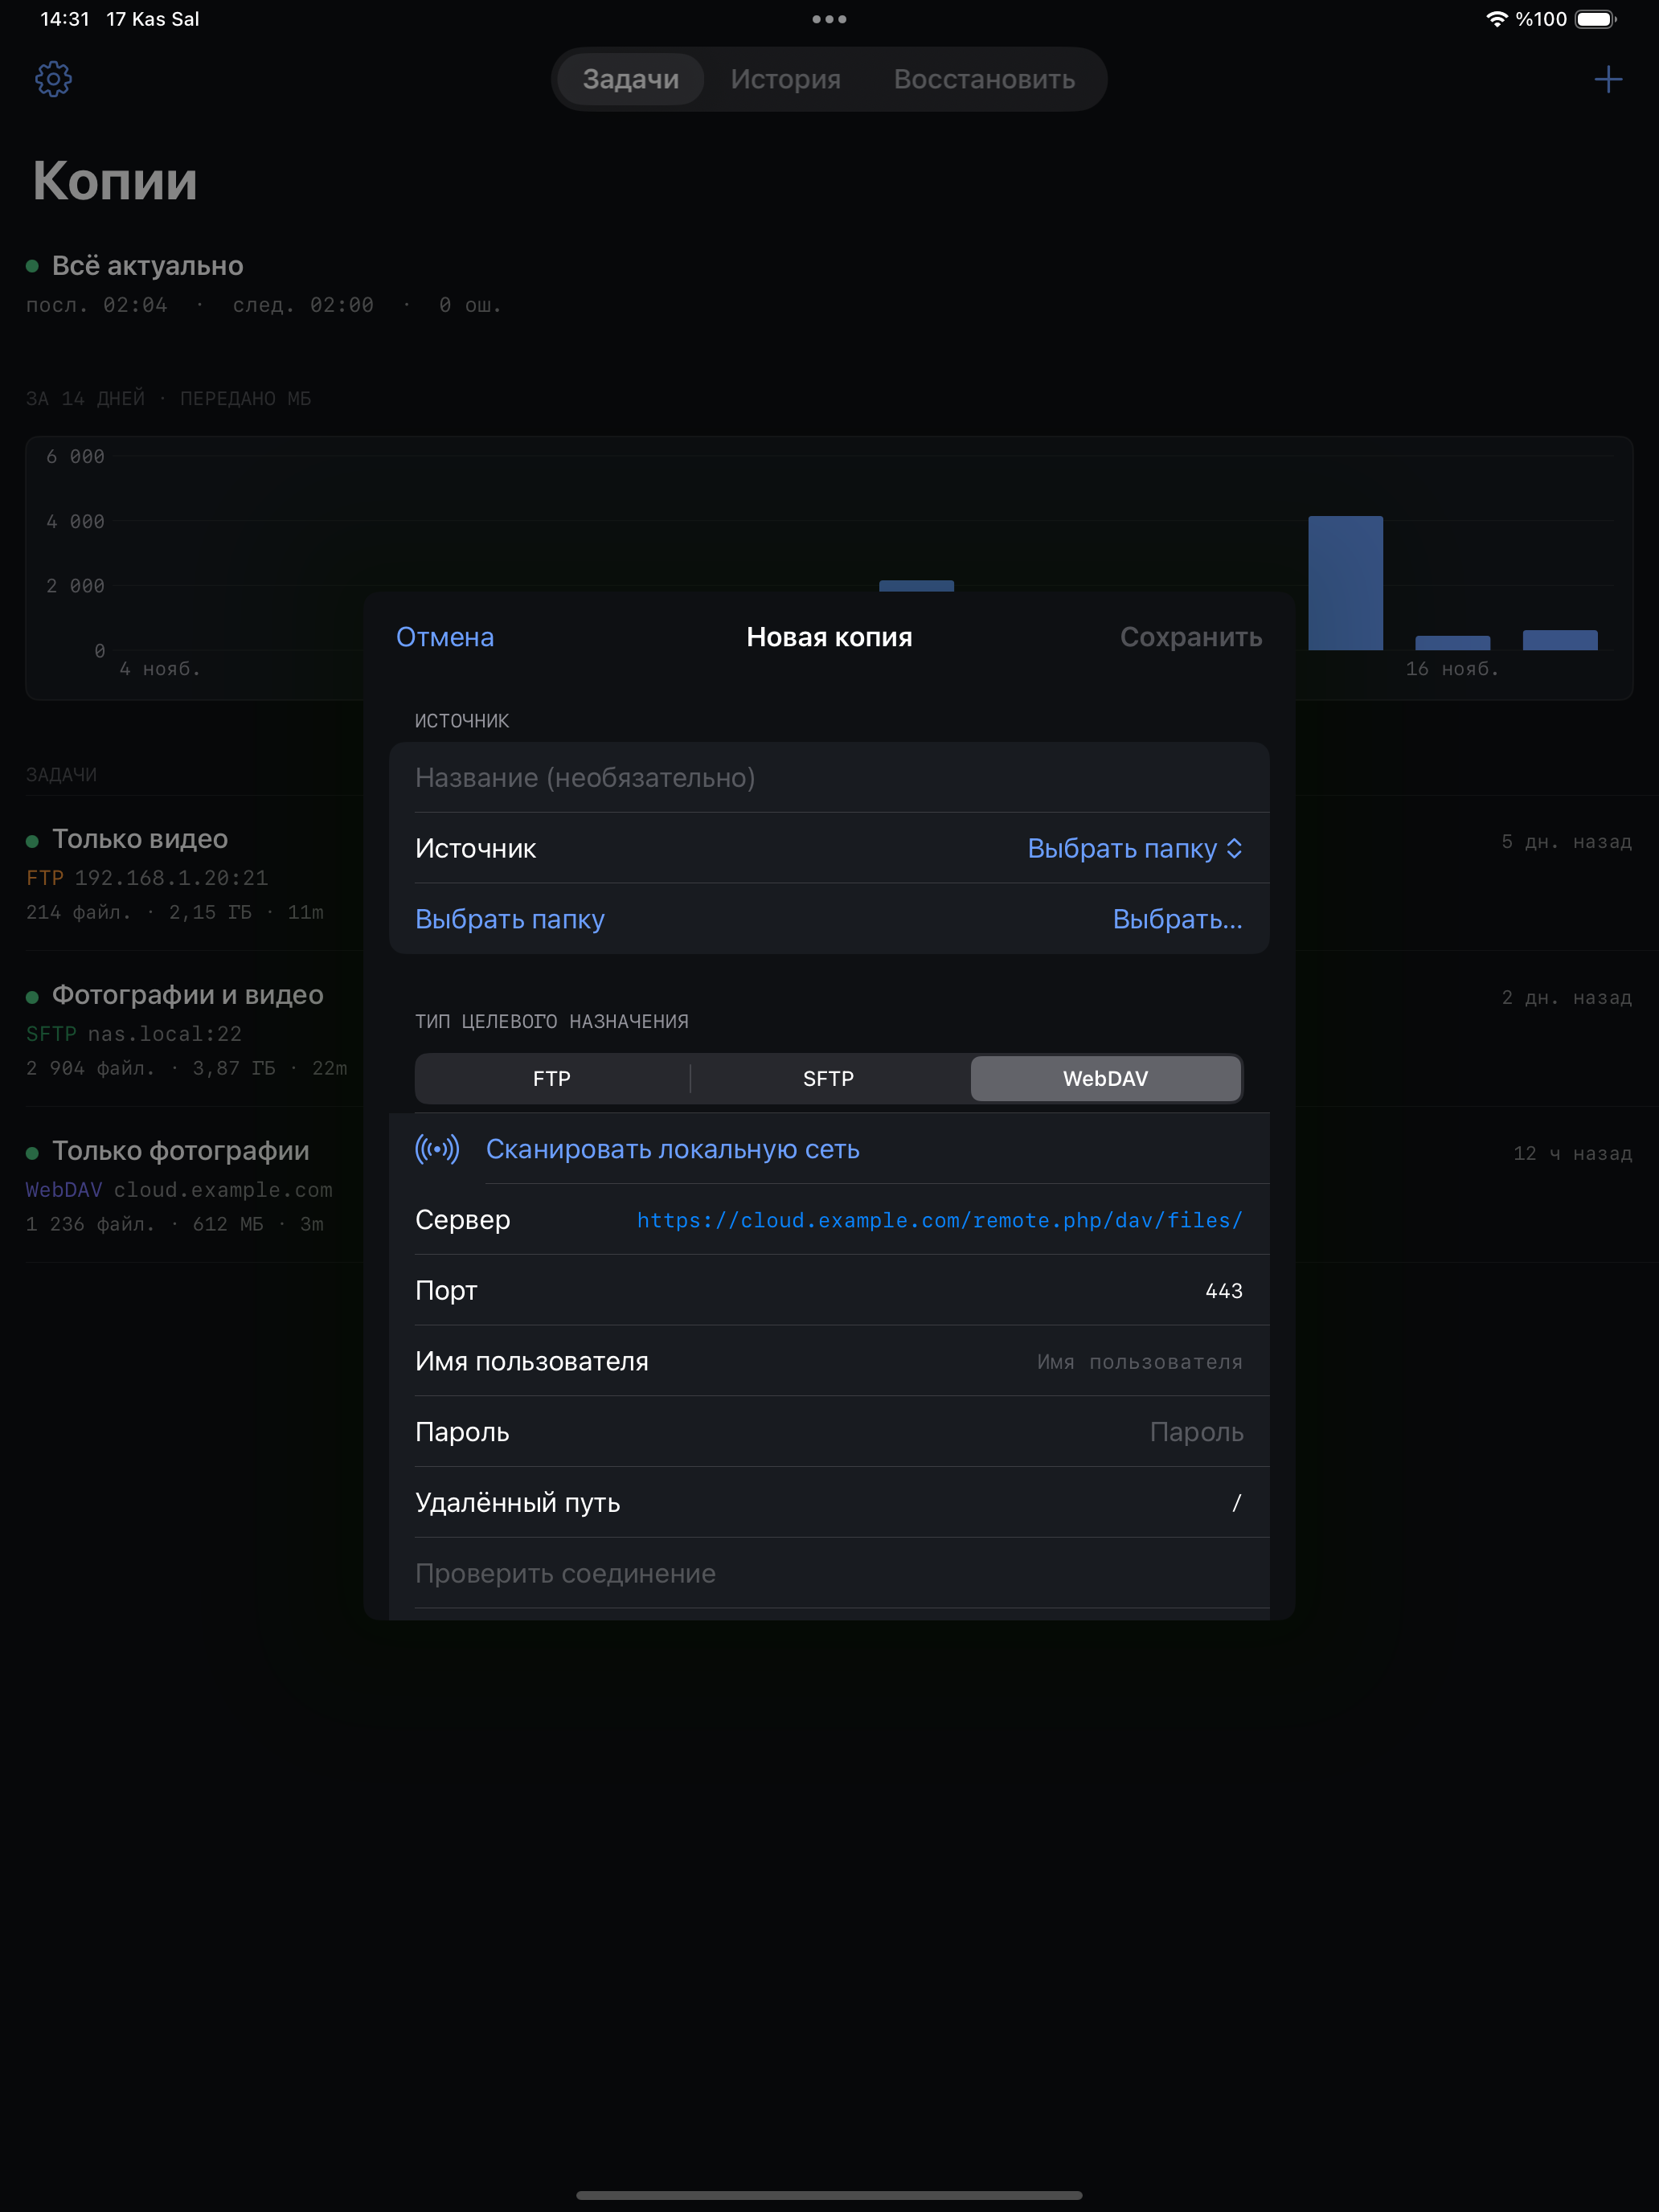 14:31 17 Kas Sal
%100
Задачи История Восстановить
Копии
Всё актуально
посл. 02:04 · след. 02:00 · 0 ош.
ЗА 14 ДНЕЙ · ПЕРЕДАНО МБ
6 000
4 000
2 000
0
4 нояб.
16 нояб.
ЗАДАЧИ
Только видео
5 дн. назад
FTP 192.168.1.20:21
214 файл. · 2,15 ГБ · 11m
Фотографии и видео
2 дн. назад
SFTP nas.local:22
2 904 файл. · 3,87 ГБ · 22m
Только фотографии
12 ч назад
WebDAV cloud.example.com
1 236 файл. · 612 МБ · 3m
Отмена Новая копия Сохранить
ИСТОЧНИК
Название (необязательно)
Источник Выбрать папку
Выбрать папку Выбрать...
ТИП ЦЕЛЕВОГО НАЗНАЧЕНИЯ
FTP SFTP WebDAV
Сканировать локальную сеть
Сервер https://cloud.example.com/remote.php/dav/files/
Порт 443
Имя пользователя Имя пользователя
Пароль Пароль
Удалённый путь /
Проверить соединение